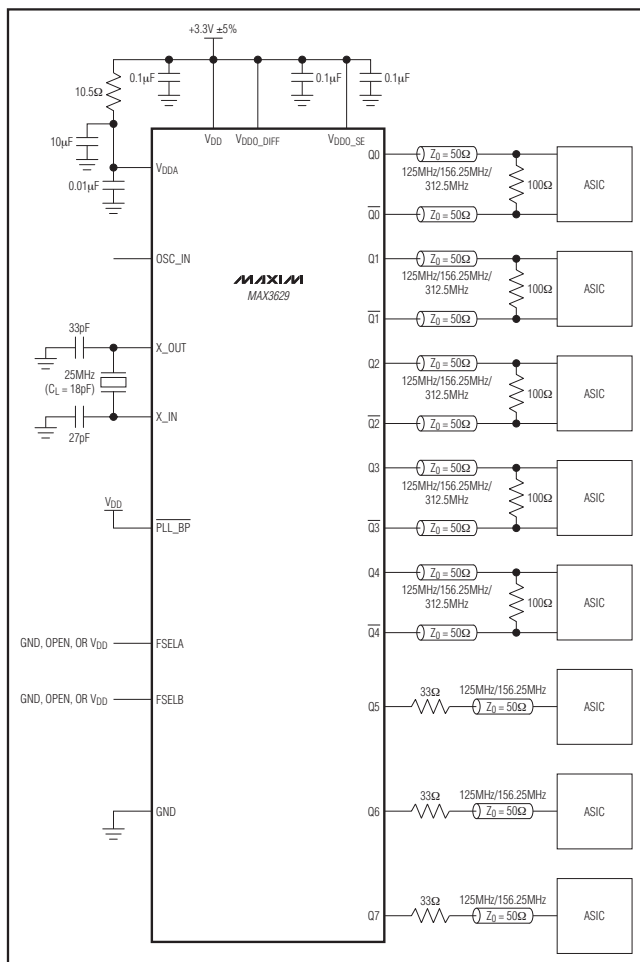 +3.3V ±5%
10.5Ω
0.1µF
0.1µF
0.1µF
10µF
0.01µF
VDD
VDDO_DIFF
VDDO_SE
VDDA
OSC_IN
MAXIM
MAX3629
33pF
X_OUT
25MHz
(CL = 18pF)
X_IN
27pF
VDD
PLL_BP
GND, OPEN, OR VDD
FSELA
GND, OPEN, OR VDD
FSELB
GND
Q0
Z0 = 50Ω
125MHz/156.25MHz/
312.5MHz
100Ω
ASIC
Q0
Z0 = 50Ω
Q1
Z0 = 50Ω
125MHz/156.25MHz/
312.5MHz
100Ω
ASIC
Q1
Z0 = 50Ω
Q2
Z0 = 50Ω
125MHz/156.25MHz/
312.5MHz
100Ω
ASIC
Q2
Z0 = 50Ω
Q3
Z0 = 50Ω
125MHz/156.25MHz/
312.5MHz
100Ω
ASIC
Q3
Z0 = 50Ω
Q4
Z0 = 50Ω
125MHz/156.25MHz/
312.5MHz
100Ω
ASIC
Q4
Z0 = 50Ω
Q5
33Ω
125MHz/156.25MHz
Z0 = 50Ω
ASIC
Q6
33Ω
125MHz/156.25MHz
Z0 = 50Ω
ASIC
Q7
33Ω
125MHz/156.25MHz
Z0 = 50Ω
ASIC